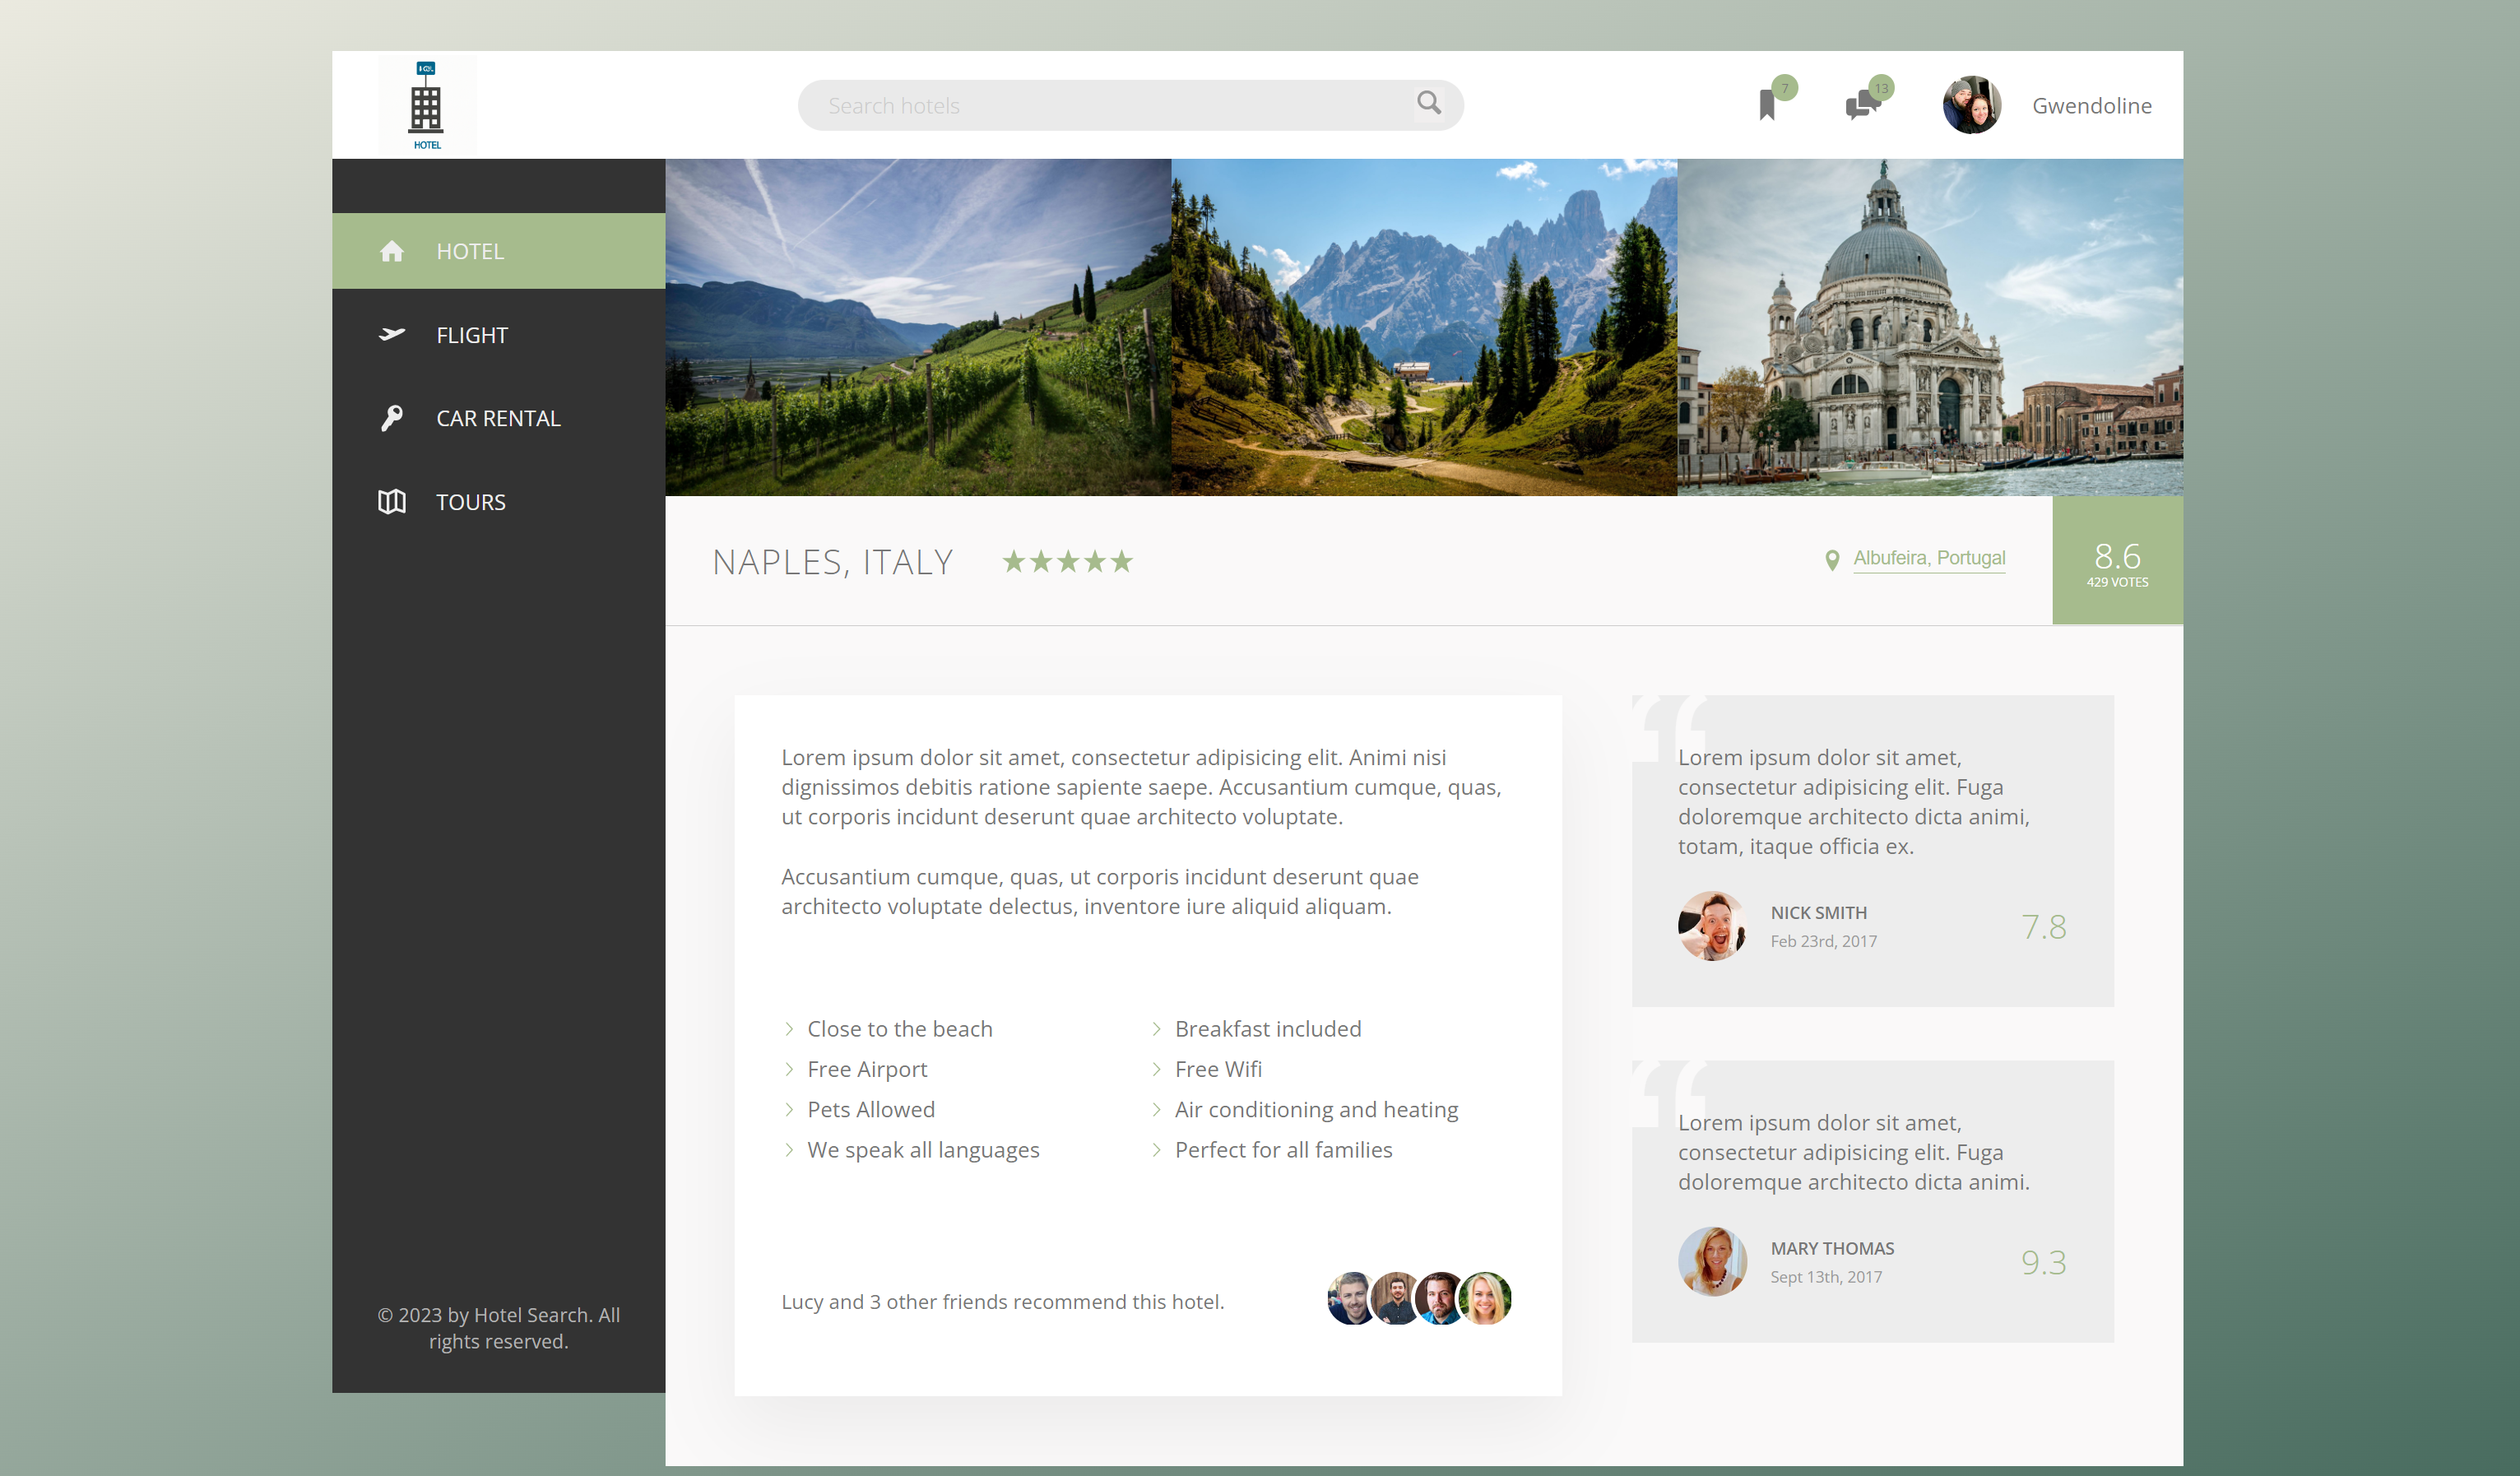 HOTEL
Search hotels
7
13
Gwendoline
HOTEL
FLIGHT
CAR RENTAL
TOURS
© 2023 by Hotel Search. All
rights reserved.
NAPLES, ITALY
Albufeira, Portugal
8.6
429 VOTES
Lorem ipsum dolor sit amet, consectetur adipisicing elit. Animi nisi
dignissimos debitis ratione sapiente saepe. Accusantium cumque, quas,
ut corporis incidunt deserunt quae architecto voluptate.
Accusantium cumque, quas, ut corporis incidunt deserunt quae
architecto voluptate delectus, inventore iure aliquid aliquam.
Close to the beach
Free Airport
Pets Allowed
We speak all languages
Breakfast included
Free Wifi
Air conditioning and heating
Perfect for all families
Lucy and 3 other friends recommend this hotel.
“
Lorem ipsum dolor sit amet,
consectetur adipisicing elit. Fuga
doloremque architecto dicta animi,
totam, itaque officia ex.
NICK SMITH
Feb 23rd, 2017
7.8
“
Lorem ipsum dolor sit amet,
consectetur adipisicing elit. Fuga
doloremque architecto dicta animi.
MARY THOMAS
Sept 13th, 2017
9.3